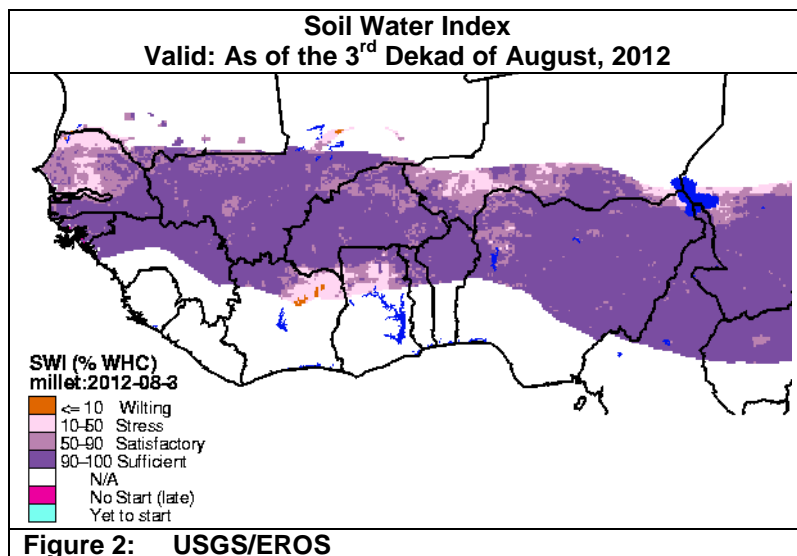 Soil Water Index
Valid: As of the 3rd Dekad of August, 2012
SWI (% WHC)
millet:2012-08-3
<= 10 Wilting
10-50 Stress
50-90 Satisfactory
90-100 Sufficient
N/A
No Start (late)
Yet to start
Figure 2: USGS/EROS